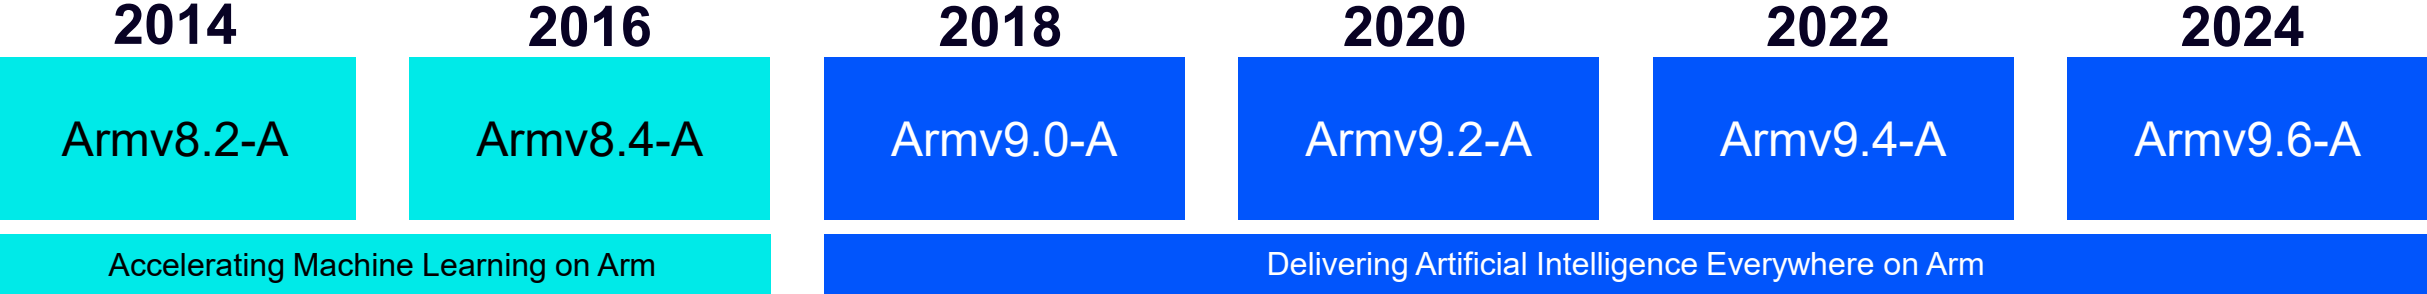 2014 2016 2018 2020 2022 2024
Armv8.2-A Armv8.4-A Armv9.0-A Armv9.2-A Armv9.4-A Armv9.6-A
Accelerating Machine Learning on Arm Delivering Artificial Intelligence Everywhere on Arm